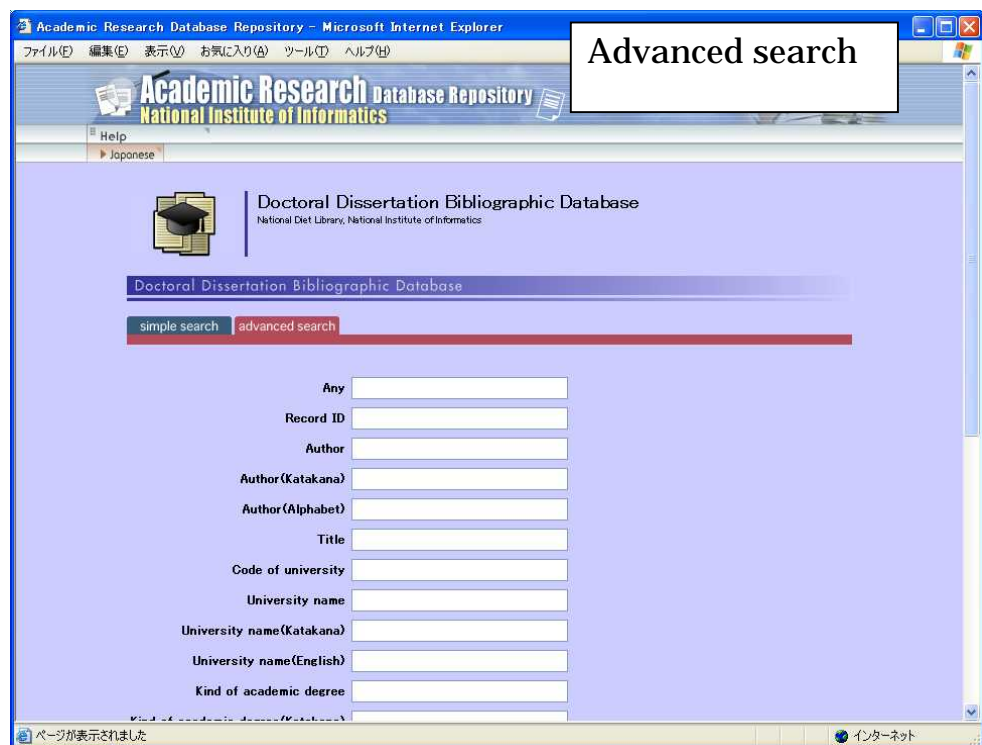 Academic Research Database Repository - Microsoft Internet Explorer
ファイル(F) 編集(E) 表示(V) お気に入り(A) ツール(T) ヘルプ(H)
Advanced search
Academic Research Database Repository
National Institute of Informatics
Help
Japanese
Doctoral Dissertation Bibliographic Database
National Diet Library, National Institute of Informatics
Doctoral Dissertation Bibliographic Database
simple search advanced search
Any
Record ID
Author
Author(Katakana)
Author(Alphabet)
Title
Code of university
University name
University name(Katakana)
University name(English)
Kind of academic degree
Kind of academic degree(Katakana)
ページが表示されました インターネット